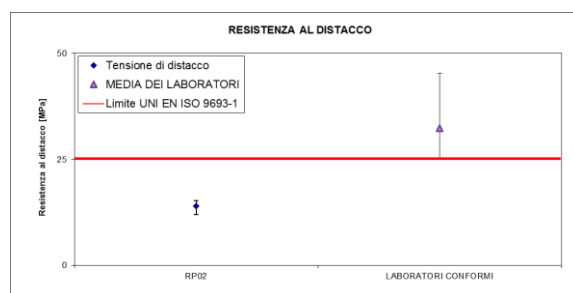 RESISTENZA AL DISTACCO
50
Tensione di distacco
MEDIA DEI LABORATORI
Limite UNI EN ISO 9693-1
Resistenza al distacco [MPa]
25
0
RP02
LABORATORI CONFORMI